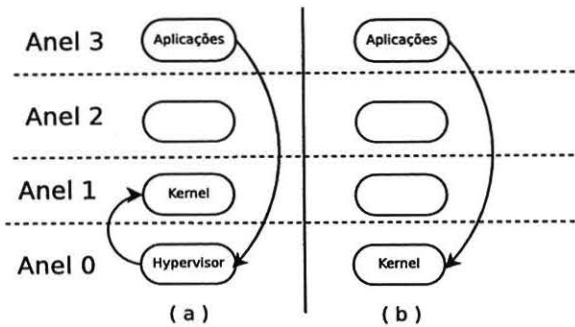 Anel 3 Aplicações Aplicações
Anel 2
Anel 1 Kernel
Anel 0 Hypervisor Kernel
( a ) ( b )